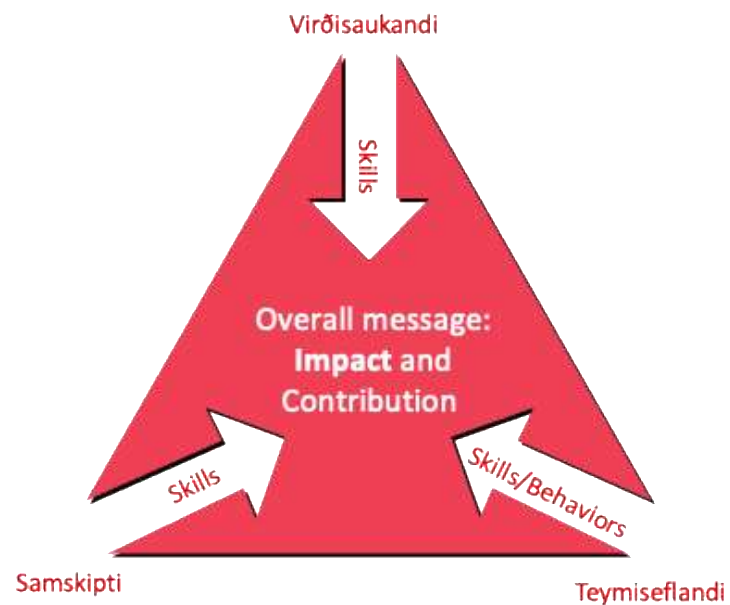 Virðisaukandi
Skills
Overall message:
Impact and
Contribution
Skills
Skills/Behaviors
Samskipti
Teymiseflandi